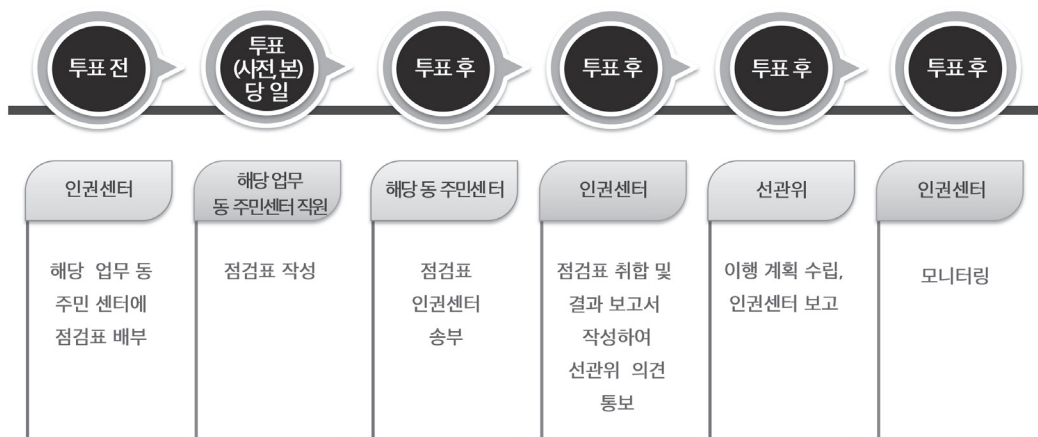 투표 전
투표
(사전,본)
당 일
투표 후
투표 후
투표 후
투표 후
인권센터
해당 업무
동 주민센터 직원
해당 동 주민센터
인권센터
선관위
인권센터
해당 업무 동
주민 센터에
점검표 배부
점검표 작성
점검표
인권센터
송부
점검표 취합 및
결과 보고서
작성하여
선관위 의견
통보
이행 계획 수립,
인권센터 보고
모니터링